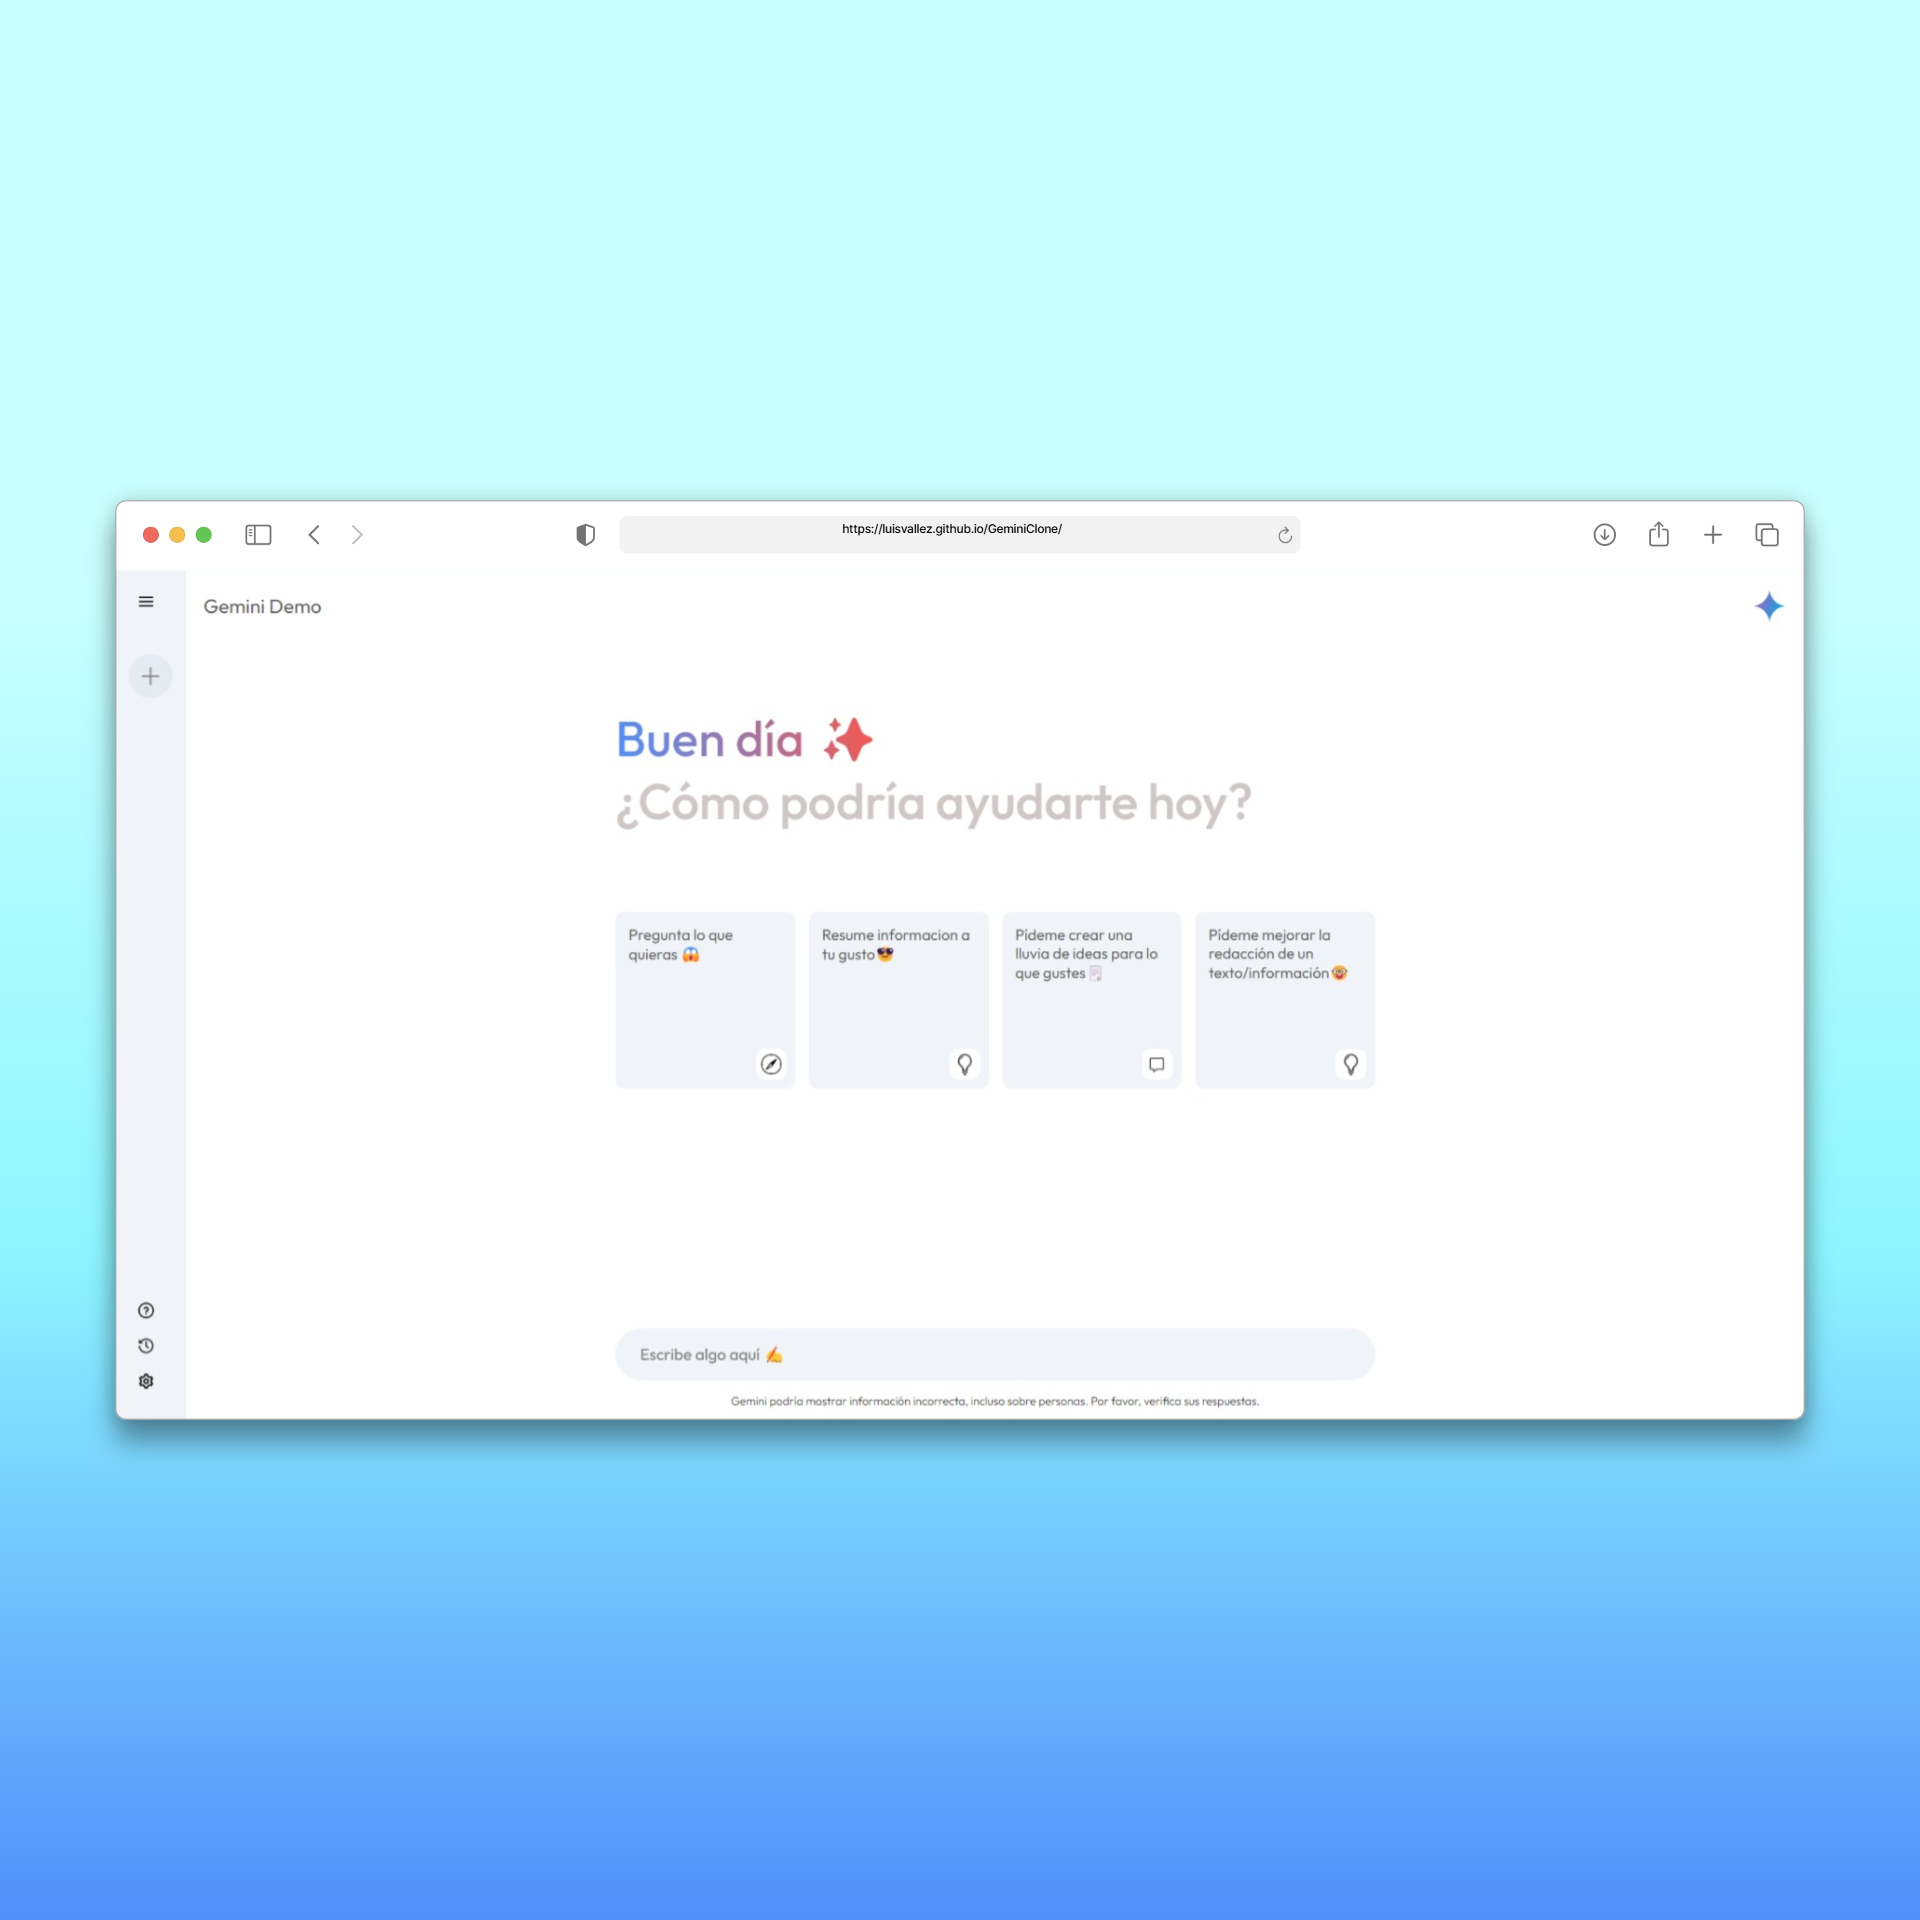 https://luisvallez.github.io/GeminiClone/
Gemini Demo
Buen día ✨
¿Cómo podría ayudarte hoy?
Pregunta lo que
quieras 😱
Resume informacion a
tu gusto😎
Pídeme crear una
lluvia de ideas para lo
que gustes 🗒️
Pídeme mejorar la
redacción de un
texto/información🤓
Escribe algo aquí ✍️
Gemini podría mostrar información incorrecta, incluso sobre personas. Por favor, verifica sus respuestas.